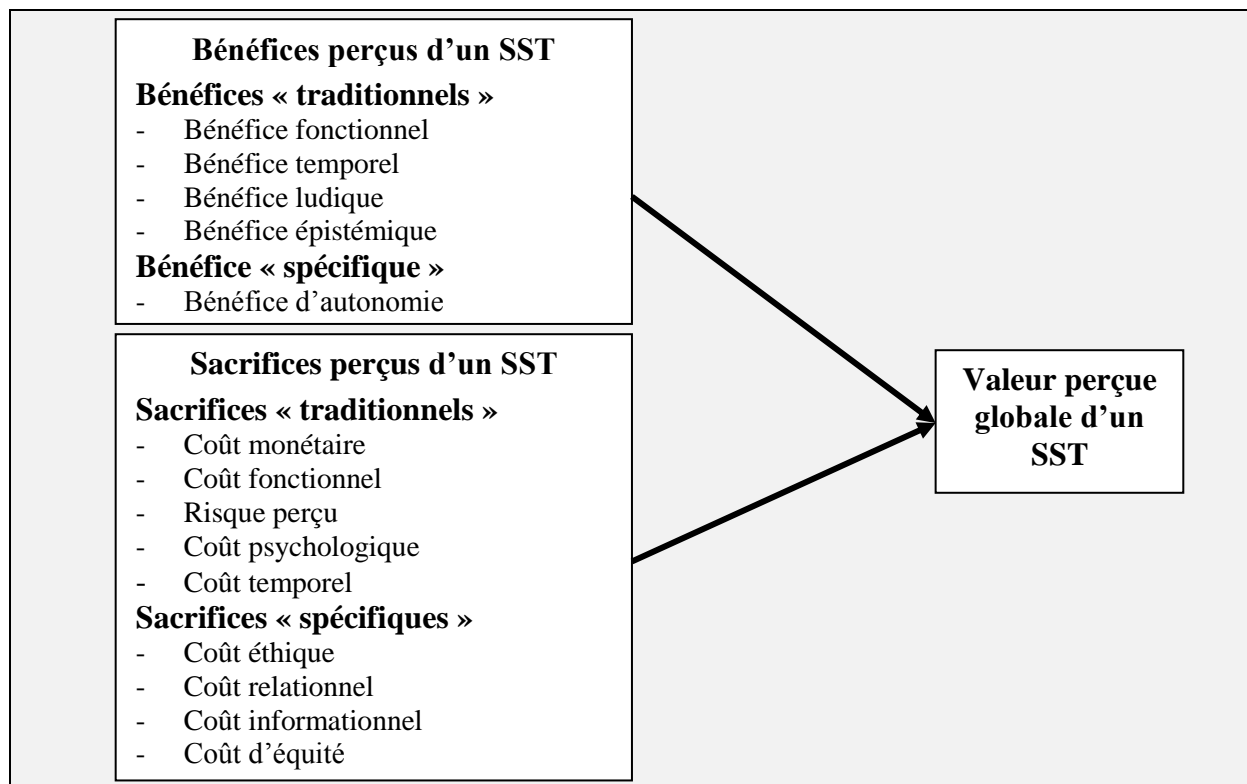 Bénéfices perçus d’un SST
Bénéfices « traditionnels »
- Bénéfice fonctionnel
- Bénéfice temporel
- Bénéfice ludique
- Bénéfice épistémique
Bénéfice « spécifique »
- Bénéfice d’autonomie
Sacrifices perçus d’un SST
Sacrifices « traditionnels »
- Coût monétaire
- Coût fonctionnel
- Risque perçu
- Coût psychologique
- Coût temporel
Sacrifices « spécifiques »
- Coût éthique
- Coût relationnel
- Coût informationnel
- Coût d’équité
Valeur perçue
globale d’un
SST